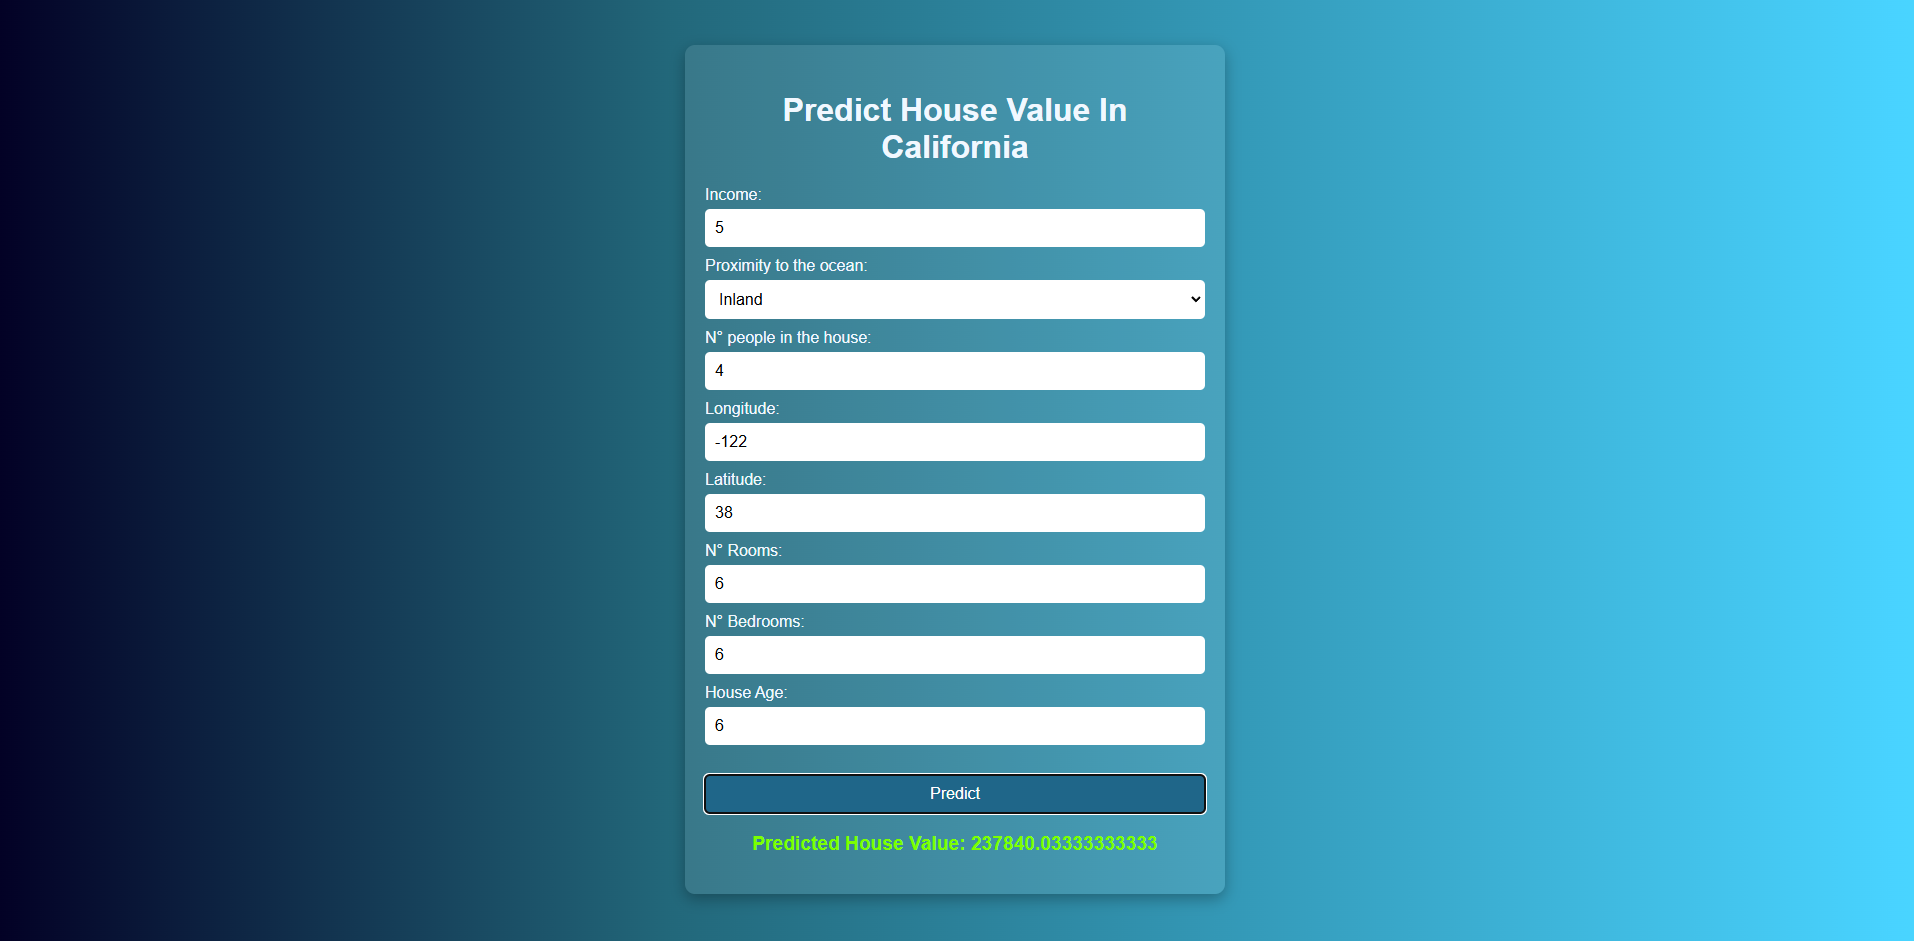 Predict House Value In
California
Income:
5
Proximity to the ocean:
Inland
N° people in the house:
4
Longitude:
-122
Latitude:
38
N° Rooms:
6
N° Bedrooms:
6
House Age:
6
Predict
Predicted House Value: 237840.03333333333